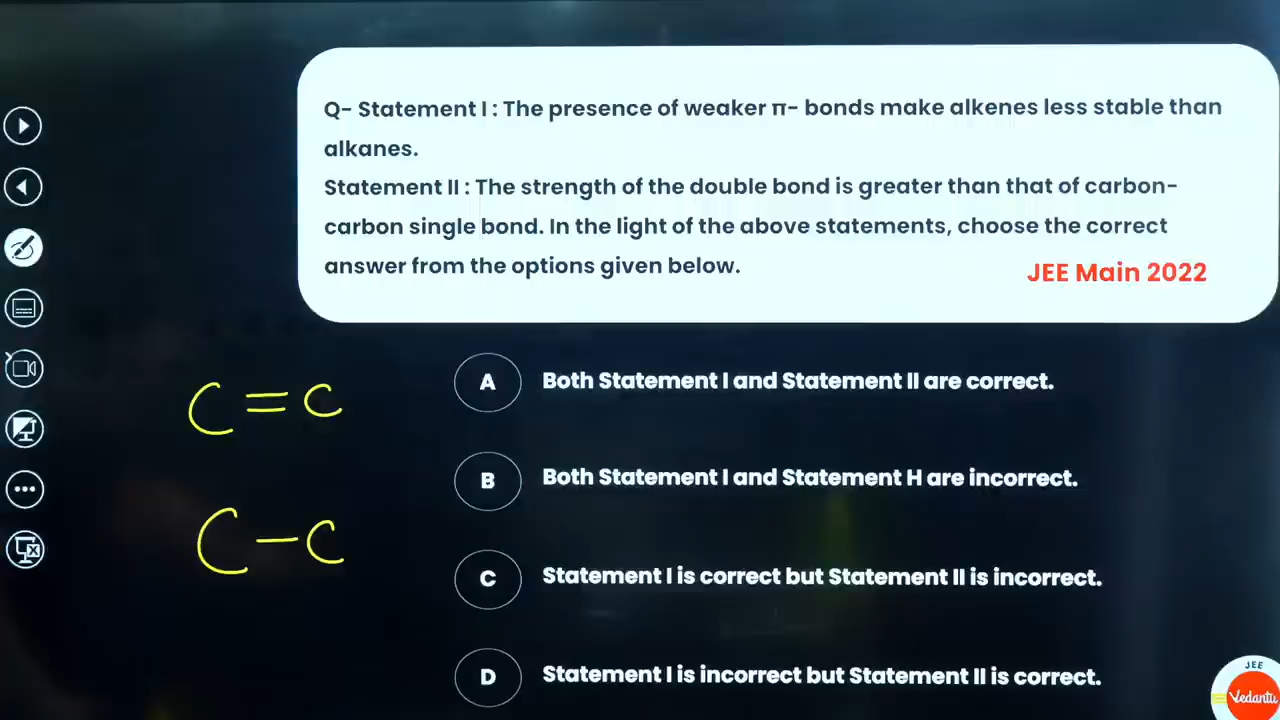 Q- Statement I : The presence of weaker π- bonds make alkenes less stable than
alkanes.
Statement II : The strength of the double bond is greater than that of carbon-
carbon single bond. In the light of the above statements, choose the correct
answer from the options given below.
JEE Main 2022
C = C
C - C
A Both Statement I and Statement II are correct.
B Both Statement I and Statement H are incorrect.
C Statement I is correct but Statement II is incorrect.
D Statement I is incorrect but Statement II is correct.
JEE
Vedantu